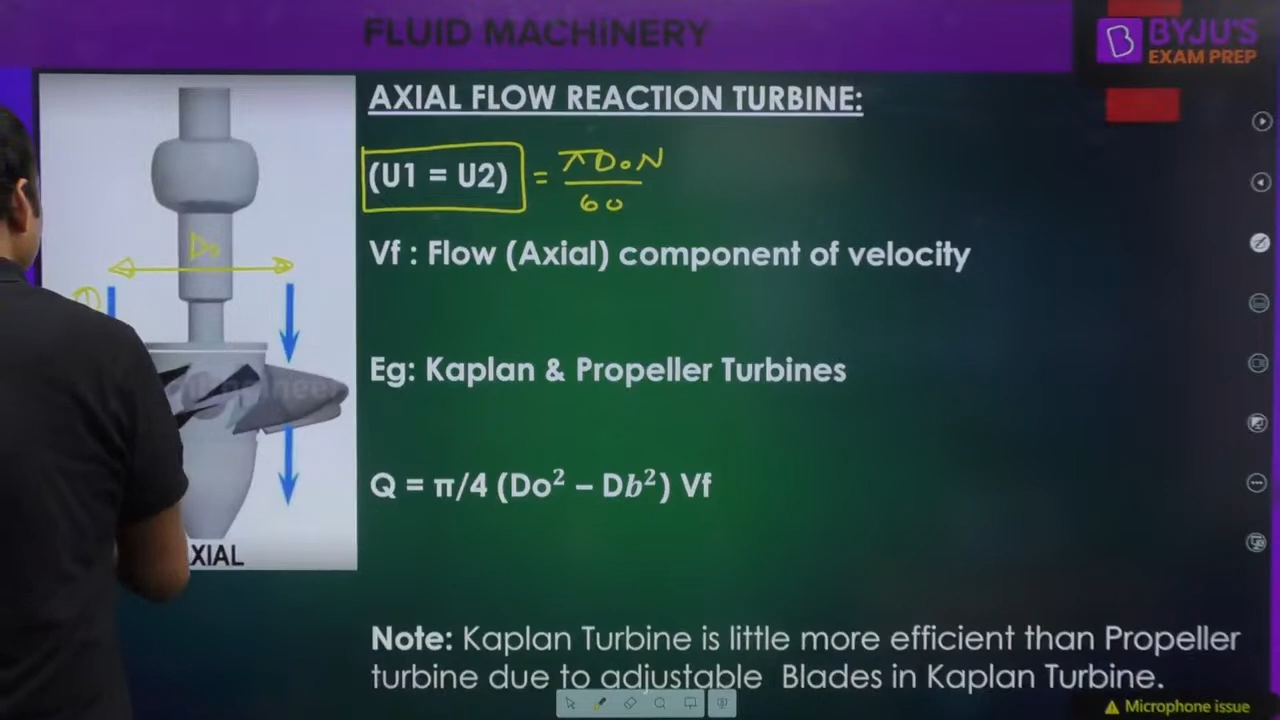 FLUID MACHINERY
BYJU'S
EXAM PREP
AXIAL FLOW REACTION TURBINE:
(U1 = U2) = πDoN
60
Vf : Flow (Axial) component of velocity
Do
1
Eg: Kaplan & Propeller Turbines
Q = π/4 (Do² – Db²) Vf
XIAL
Note: Kaplan Turbine is little more efficient than Propeller
turbine due to adjustable Blades in Kaplan Turbine.
Microphone issue